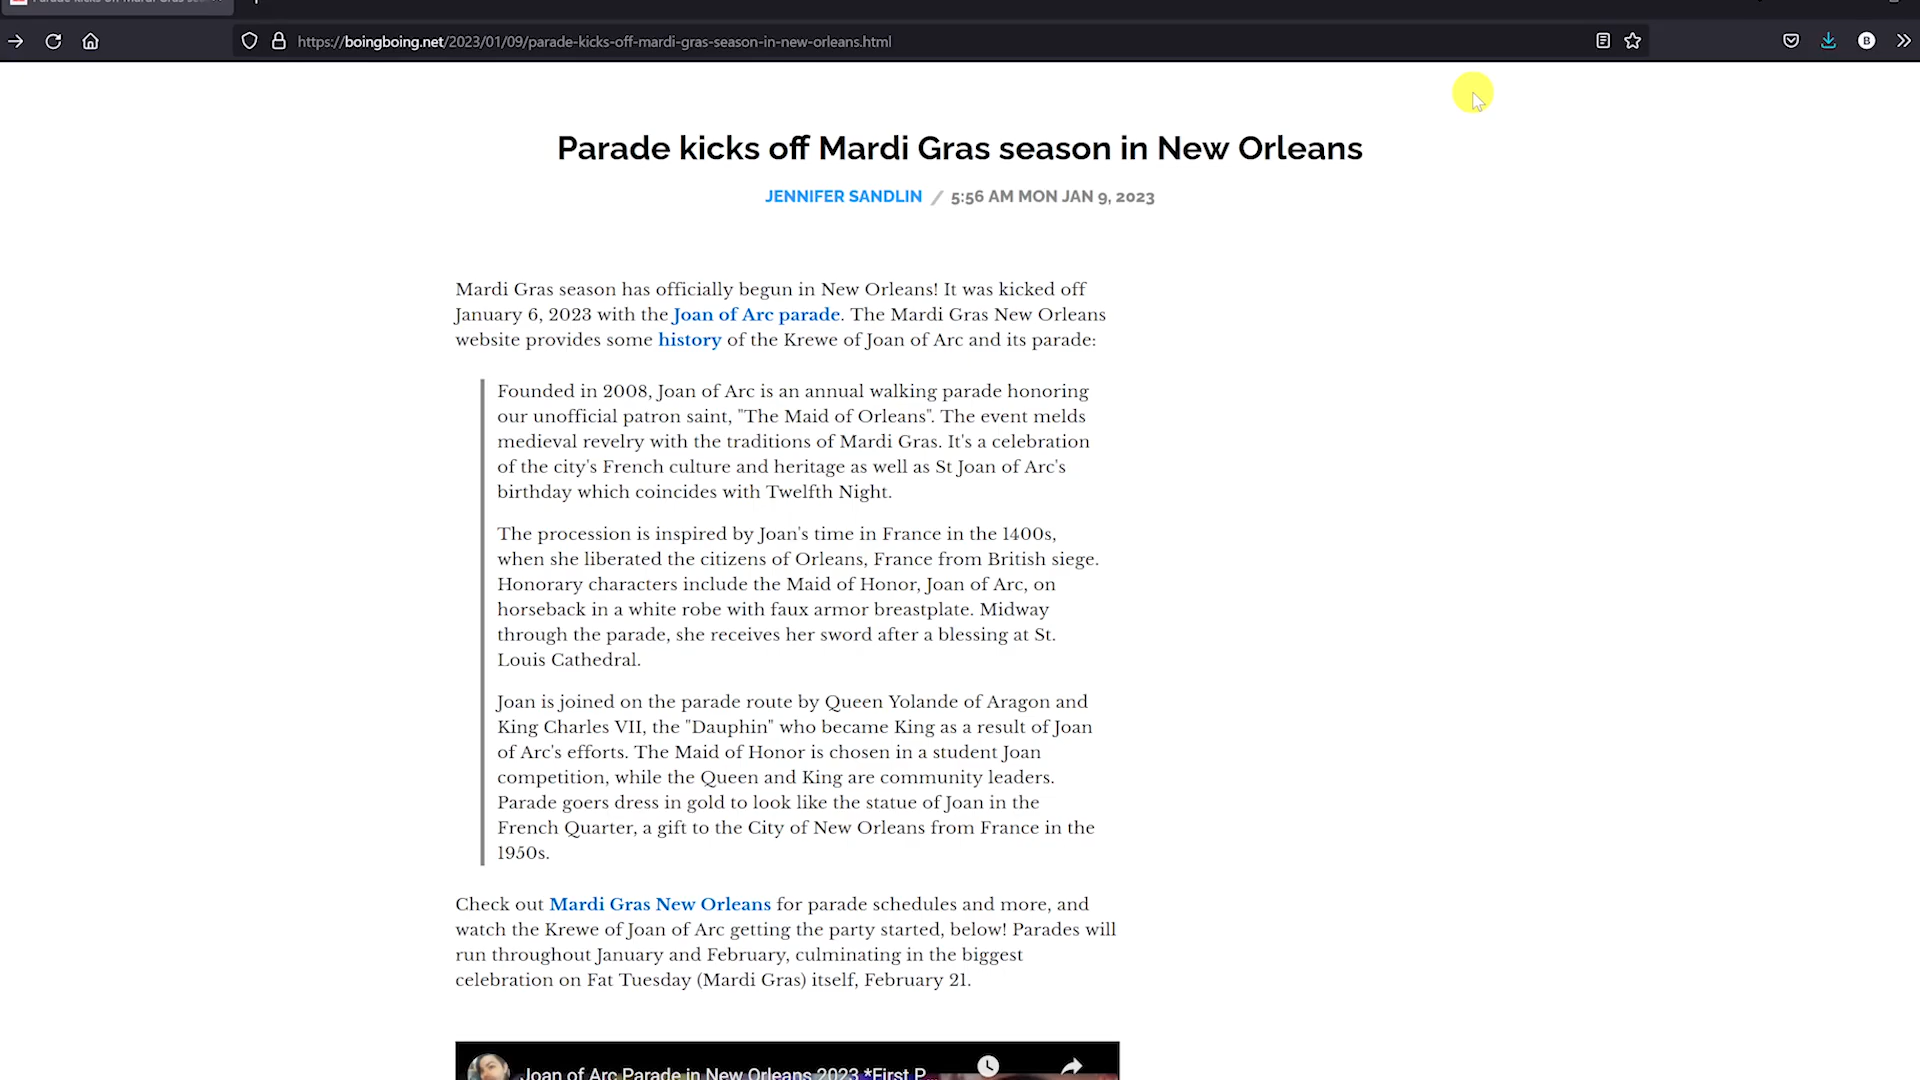 https://boingboing.net/2023/01/09/parade-kicks-off-mardi-gras-season-in-new-orleans.html
B
Parade kicks off Mardi Gras season in New Orleans
JENNIFER SANDLIN / 5:56 AM MON JAN 9, 2023
Mardi Gras season has officially begun in New Orleans! It was kicked off
January 6, 2023 with the Joan of Arc parade. The Mardi Gras New Orleans
website provides some history of the Krewe of Joan of Arc and its parade:
Founded in 2008, Joan of Arc is an annual walking parade honoring
our unofficial patron saint, "The Maid of Orleans". The event melds
medieval revelry with the traditions of Mardi Gras. It's a celebration
of the city's French culture and heritage as well as St Joan of Arc's
birthday which coincides with Twelfth Night.
The procession is inspired by Joan's time in France in the 1400s,
when she liberated the citizens of Orleans, France from British siege.
Honorary characters include the Maid of Honor, Joan of Arc, on
horseback in a white robe with faux armor breastplate. Midway
through the parade, she receives her sword after a blessing at St.
Louis Cathedral.
Joan is joined on the parade route by Queen Yolande of Aragon and
King Charles VII, the "Dauphin" who became King as a result of Joan
of Arc's efforts. The Maid of Honor is chosen in a student Joan
competition, while the Queen and King are community leaders.
Parade goers dress in gold to look like the statue of Joan in the
French Quarter, a gift to the City of New Orleans from France in the
1950s.
Check out Mardi Gras New Orleans for parade schedules and more, and
watch the Krewe of Joan of Arc getting the party started, below! Parades will
run throughout January and February, culminating in the biggest
celebration on Fat Tuesday (Mardi Gras) itself, February 21.
Joan of Arc Parade in New Orleans 2023 *First P...